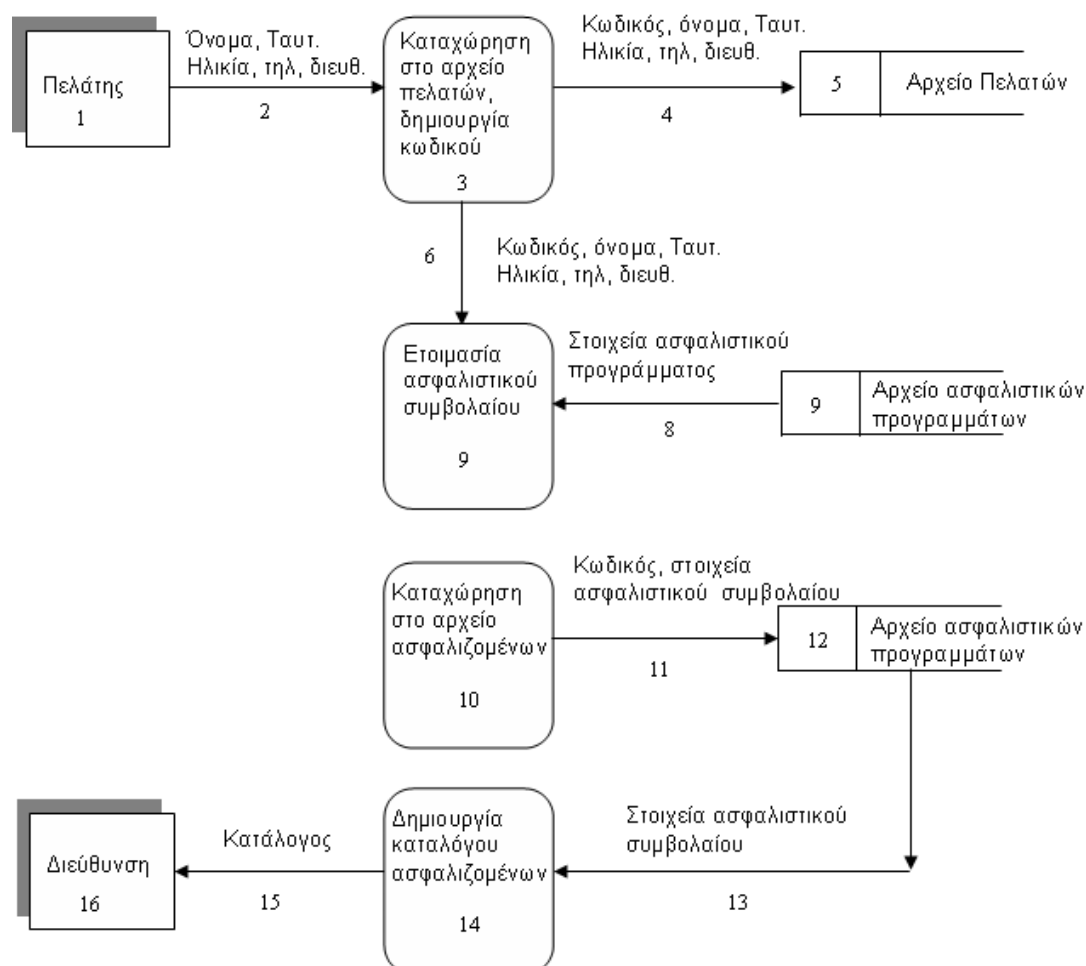 Πελάτης
1
Όνομα, Ταυτ.
Ηλικία, τηλ, διευθ.
2
Καταχώρηση
στο αρχείο
πελατών,
δημιουργία
κωδικού
3
Κωδικός, όνομα, Ταυτ.
Ηλικία, τηλ, διευθ.
4
5
Αρχείο Πελατών
6
Κωδικός, όνομα, Ταυτ.
Ηλικία, τηλ, διευθ.
Ετοιμασία
ασφαλιστικού
συμβολαίου
9
Στοιχεία ασφαλιστικού
προγράμματος
8
9
Αρχείο ασφαλιστικών
προγραμμάτων
Καταχώρηση
στο αρχείο
ασφαλιζομένων
10
Κωδικός, στοιχεία
ασφαλιστικού συμβολαίου
11
12
Αρχείο ασφαλιστικών
προγραμμάτων
Στοιχεία ασφαλιστικού
συμβολαίου
13
Δημιουργία
καταλόγου
ασφαλιζομένων
14
Κατάλογος
15
Διεύθυνση
16